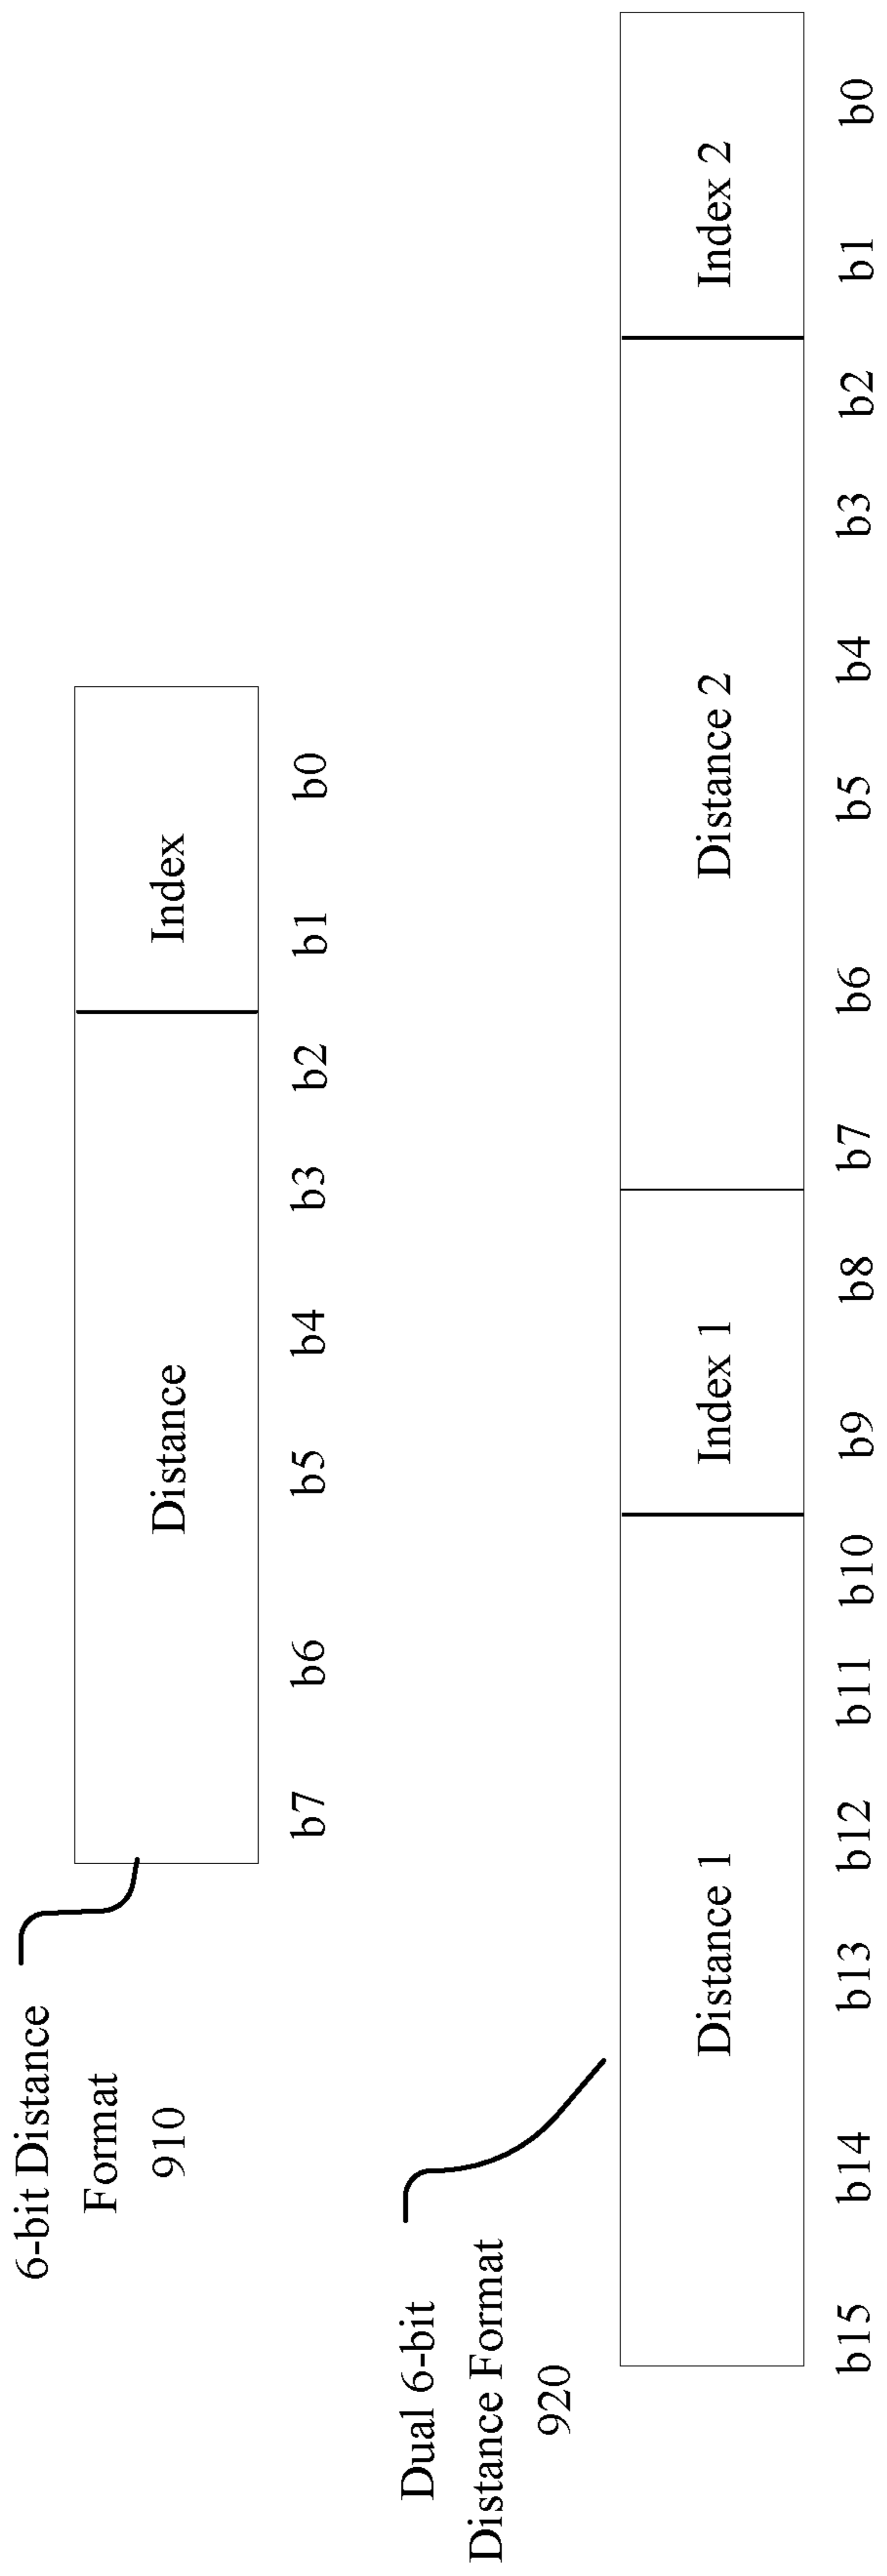 6-bit Distance
Format
910
Distance
Index
b7 b6 b5 b4 b3 b2 b1 b0
Dual 6-bit
Distance Format
920
Distance 1
Index 1
Distance 2
Index 2
b15 b14 b13 b12 b11 b10 b9 b8 b7 b6 b5 b4 b3 b2 b1 b0